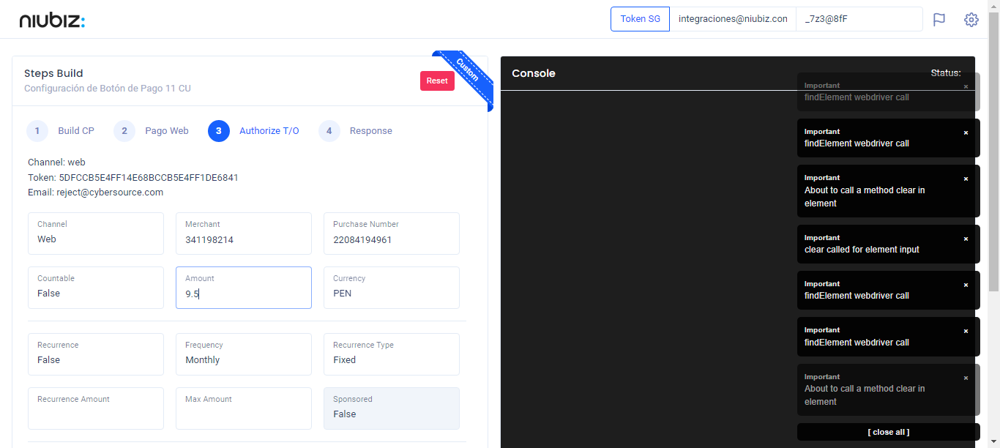 niubiz:
Token SG
integraciones@niubiz.con
_7z3@8fF
Steps Build
Configuración de Botón de Pago 11 CU
Reset
Custom
1 Build CP
2 Pago Web
3 Authorize T/O
4 Response
Channel: web
Token: 5DFCCB5E4FF14E68BCCB5E4FF1DE6841
Email: reject@cybersource.com
Channel
Web
Merchant
341198214
Purchase Number
22084194961
Countable
False
Amount
9.5
Currency
PEN
Recurrence
False
Frequency
Monthly
Recurrence Type
Fixed
Recurrence Amount
Max Amount
Sponsored
False
Console
Status:
Important ×
findElement webdriver call
Important ×
findElement webdriver call
Important ×
About to call a method clear in
element
Important ×
clear called for element input
Important ×
findElement webdriver call
Important ×
findElement webdriver call
Important ×
About to call a method clear in
element
[ close all ]